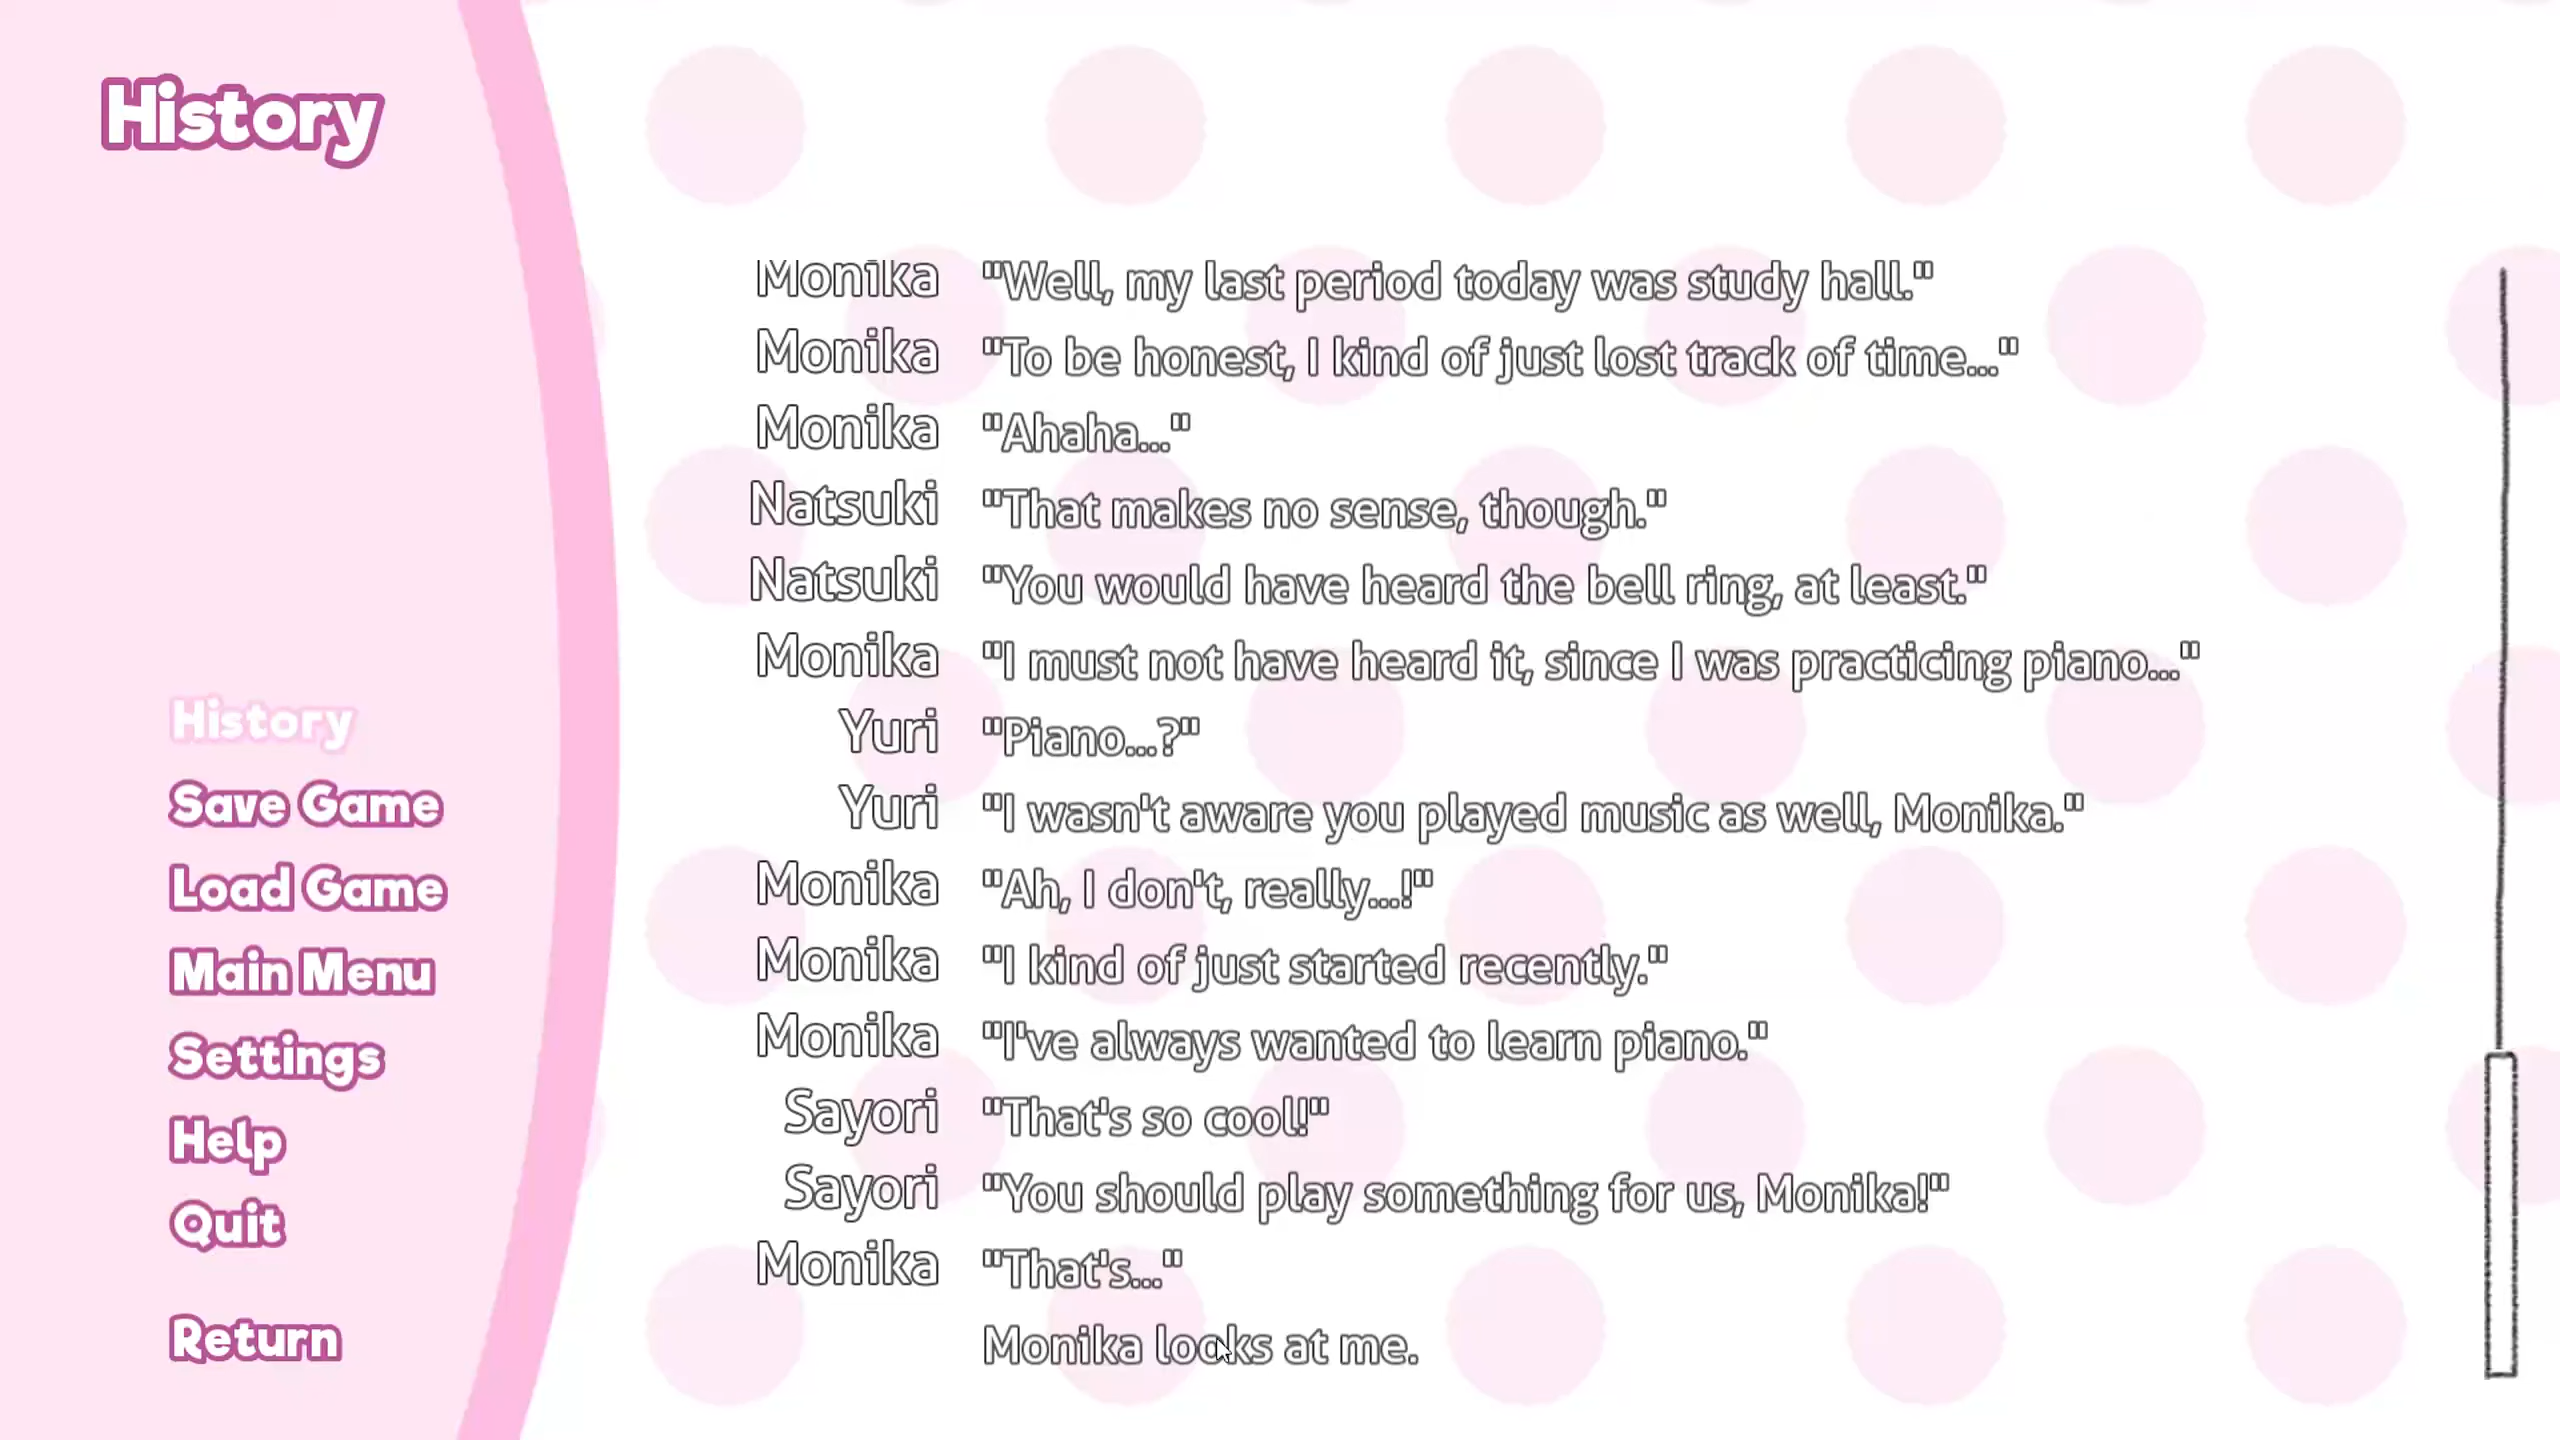 History
Monika "Well, my last period today was study hall."
Monika "To be honest, I kind of just lost track of time..."
Monika "Ahaha..."
Natsuki "That makes no sense, though."
Natsuki "You would have heard the bell ring, at least."
Monika "I must not have heard it, since I was practicing piano..."
Yuri "Piano...?"
Yuri "I wasn't aware you played music as well, Monika."
Monika "Ah, I don't, really...!"
Monika "I kind of just started recently."
Monika "I've always wanted to learn piano."
Sayori "That's so cool!"
Sayori "You should play something for us, Monika!"
Monika "That's..."
Monika looks at me.
History
Save Game
Load Game
Main Menu
Settings
Help
Quit
Return